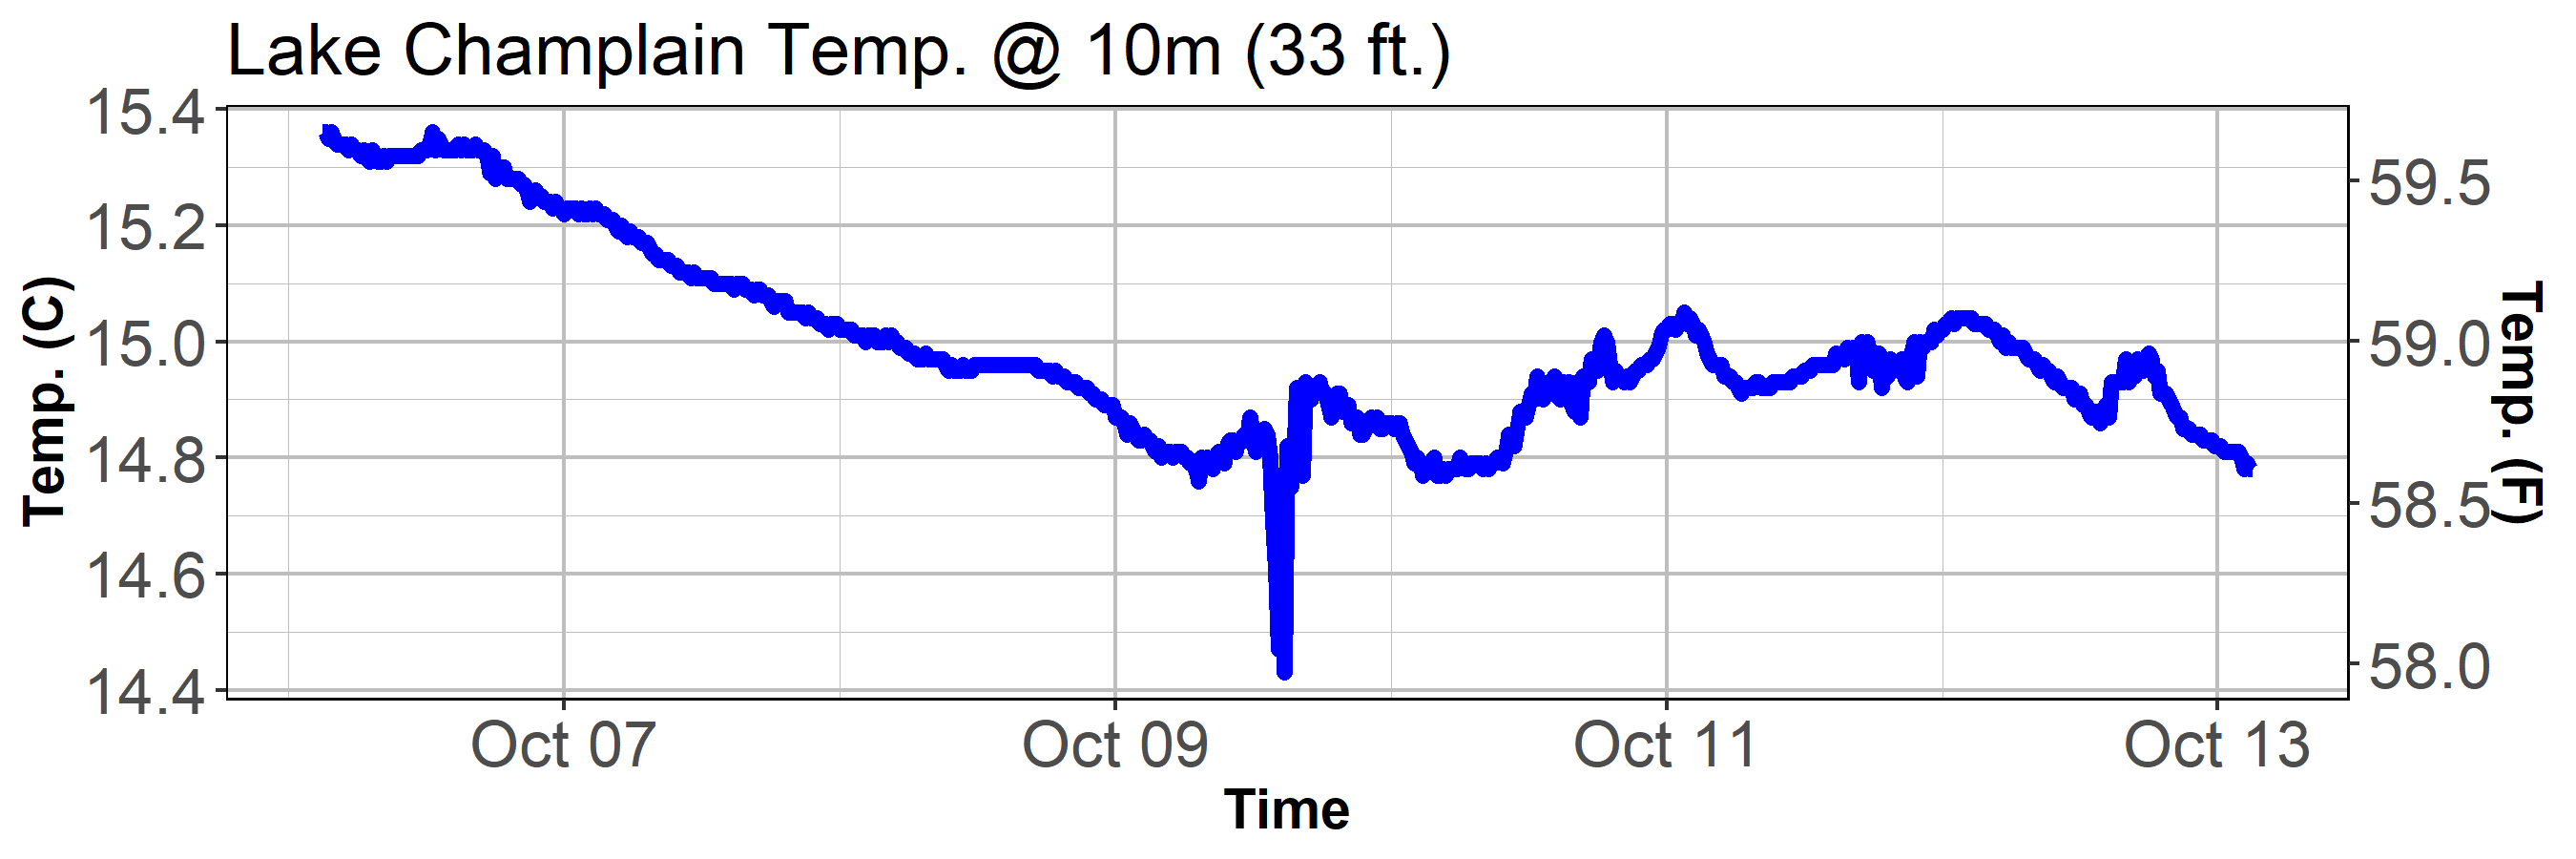 Lake Champlain Temp. @ 10m (33 ft.)
Temp. (C)
15.4
15.2
15.0
14.8
14.6
14.4
59.5
59.0
58.5
58.0
Temp. (F)
Oct 07
Oct 09
Oct 11
Oct 13
Time